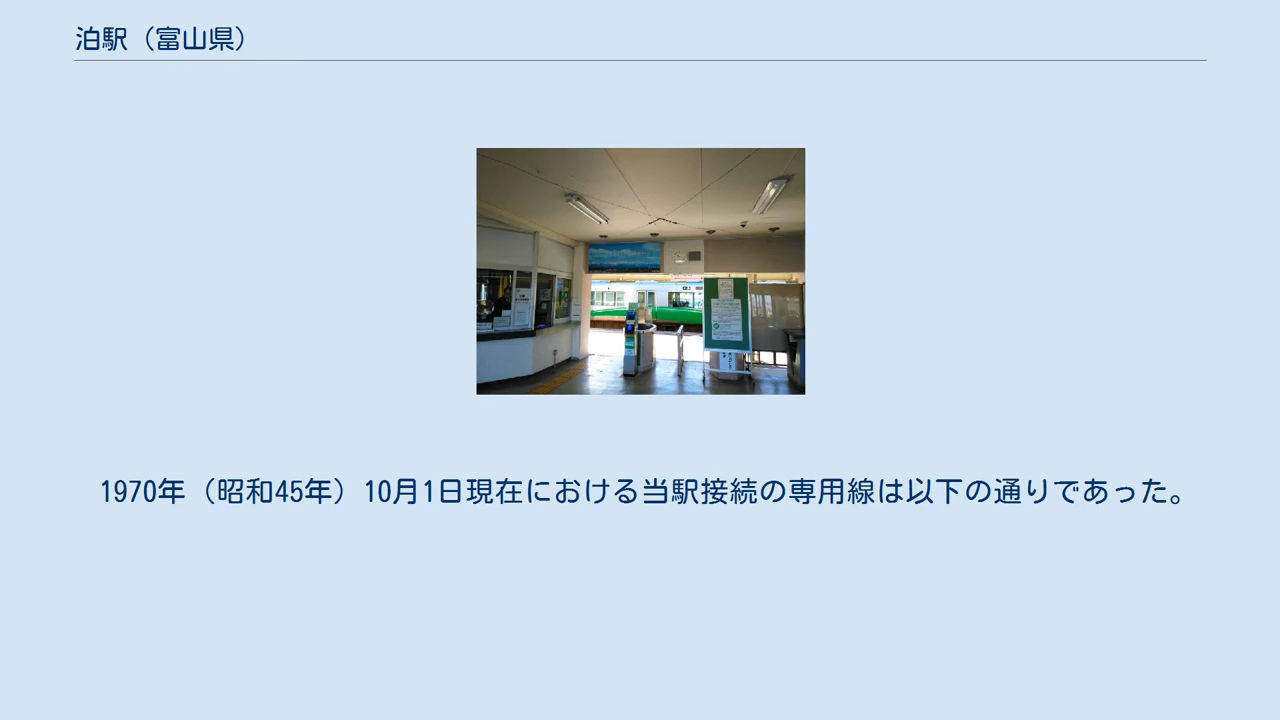 泊駅（富山県）
1970年（昭和45年）10月1日現在における当駅接続の専用線は以下の通りであった。